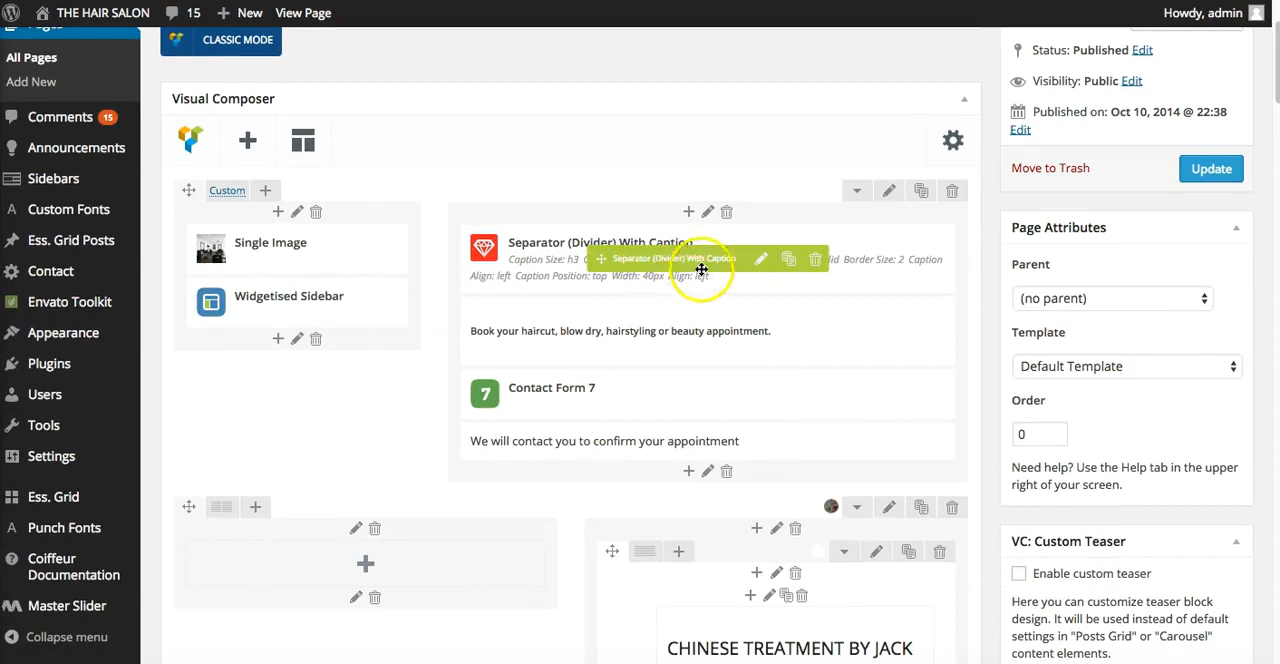 THE HAIR SALON 15 New View Page Howdy, admin
Pages
All Pages
Add New
Comments 15
Announcements
Sidebars
Custom Fonts
Ess. Grid Posts
Contact
Envato Toolkit
Appearance
Plugins
Users
Tools
Settings
Ess. Grid
Punch Fonts
Coiffeur
Documentation
Master Slider
Collapse menu
CLASSIC MODE
Visual Composer
Custom
Single Image
Widgetised Sidebar
Separator (Divider) With Caption
Separator (Divider) With Caption
Caption Size: h3 Border Size: 2 Caption
Align: left Caption Position: top Width: 40px Align: left
Book your haircut, blow dry, hairstyling or beauty appointment.
7 Contact Form 7
We will contact you to confirm your appointment
CHINESE TREATMENT BY JACK
Status: Published Edit
Visibility: Public Edit
Published on: Oct 10, 2014 @ 22:38
Edit
Move to Trash Update
Page Attributes
Parent
(no parent)
Template
Default Template
Order
0
Need help? Use the Help tab in the upper
right of your screen.
VC: Custom Teaser
Enable custom teaser
Here you can customize teaser block
design. It will be used instead of default
settings in "Posts Grid" or "Carousel"
content elements.